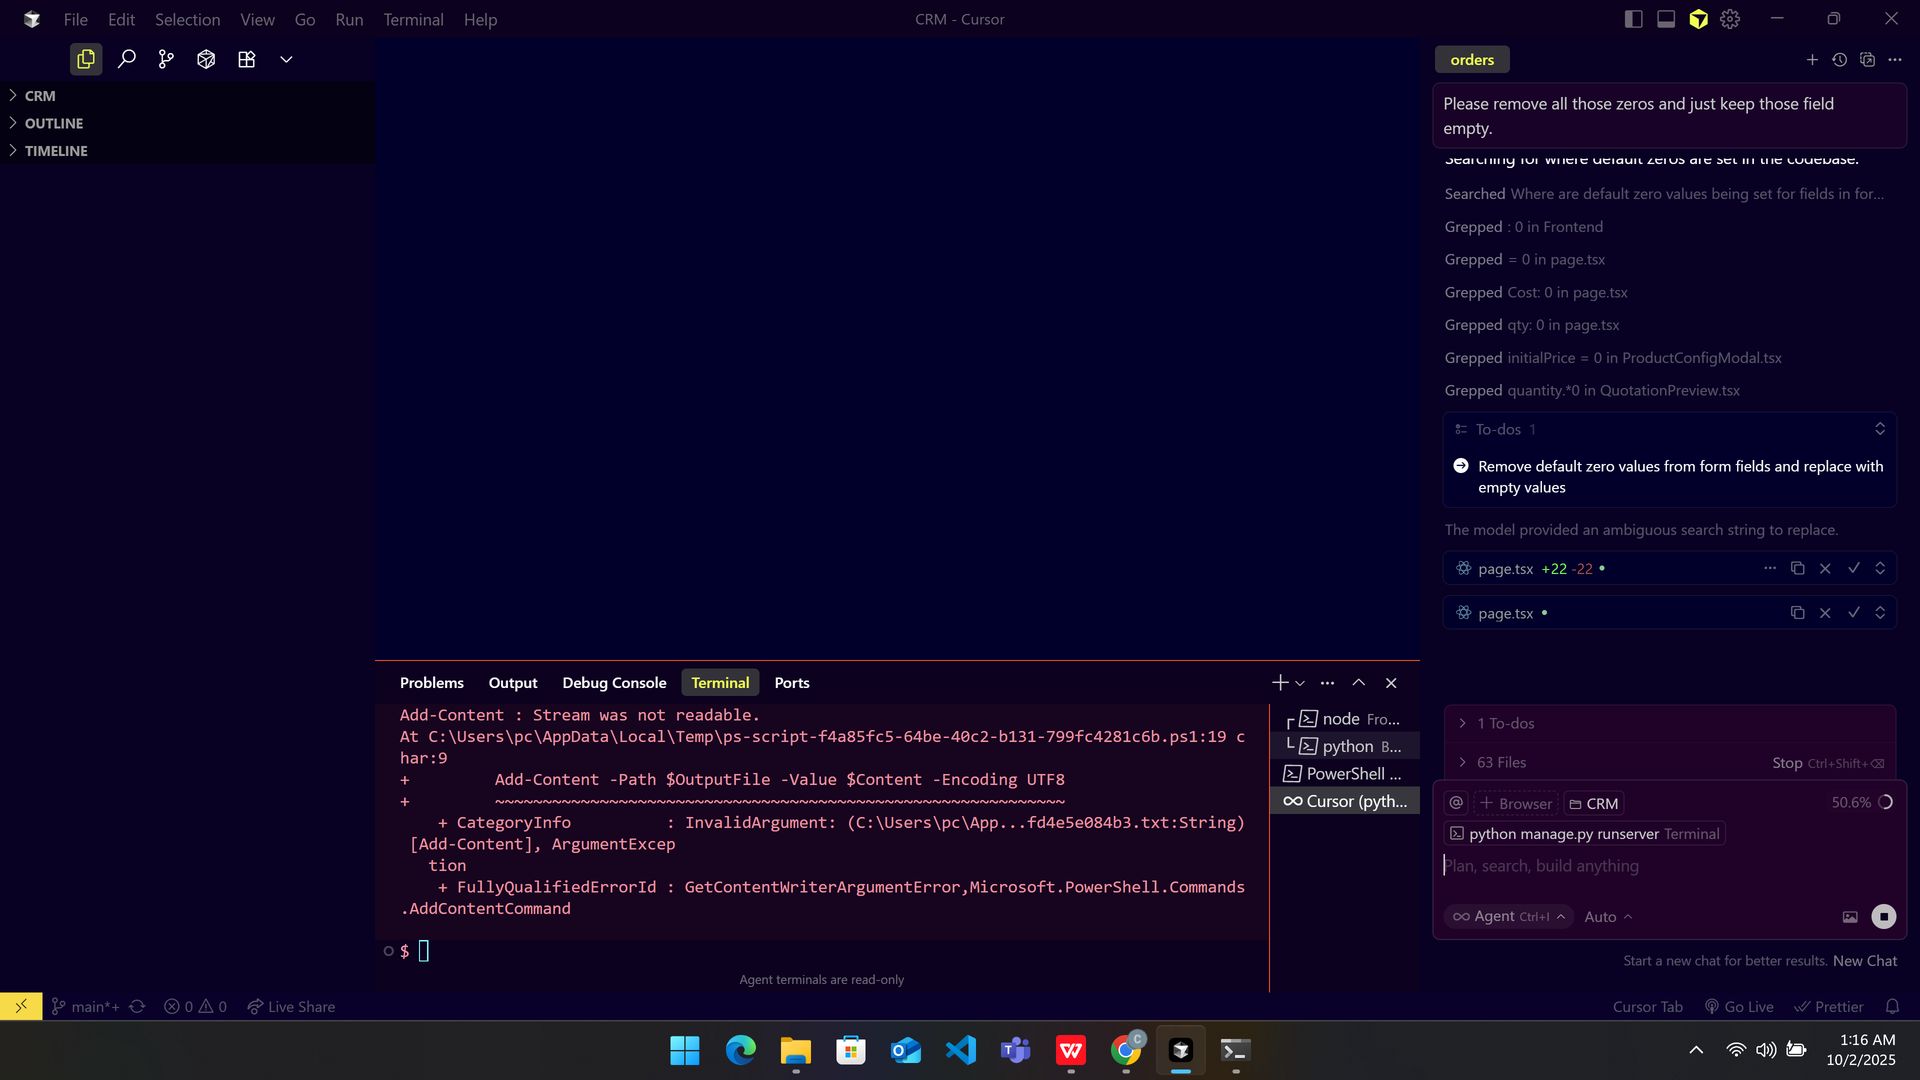 File Edit Selection View Go Run Terminal Help
CRM - Cursor
CRM
OUTLINE
TIMELINE
orders
Please remove all those zeros and just keep those field
empty.
Searching for where default zeros are set in the codebase.
Searched Where are default zero values being set for fields in for...
Grepped : 0 in Frontend
Grepped = 0 in page.tsx
Grepped Cost: 0 in page.tsx
Grepped qty: 0 in page.tsx
Grepped initialPrice = 0 in ProductConfigModal.tsx
Grepped quantity.*0 in QuotationPreview.tsx
To-dos 1
Remove default zero values from form fields and replace with
empty values
The model provided an ambiguous search string to replace.
page.tsx +22 -22
page.tsx
1 To-dos
63 Files Stop Ctrl+Shift+⌫
@ Browser CRM 50.6%
python manage.py runserver Terminal
Plan, search, build anything
Agent Ctrl+I Auto
Start a new chat for better results. New Chat
Problems Output Debug Console Terminal Ports
Add-Content : Stream was not readable.
At C:\Users\pc\AppData\Local\Temp\ps-script-f4a85fc5-64be-40c2-b131-799fc4281c6b.ps1:19 c
har:9
+         Add-Content -Path $OutputFile -Value $Content -Encoding UTF8
+         ~~~~~~~~~~~~~~~~~~~~~~~~~~~~~~~~~~~~~~~~~~~~~~~~~~~~~~~~~~~~
    + CategoryInfo          : InvalidArgument: (C:\Users\pc\App...fd4e5e084b3.txt:String)
 [Add-Content], ArgumentExcep
   tion
    + FullyQualifiedErrorId : GetContentWriterArgumentError,Microsoft.PowerShell.Commands
.AddContentCommand
$
Agent terminals are read-only
node Fro...
python B...
PowerShell ...
Cursor (pyth...
main*+ 0 0 Live Share
Cursor Tab Go Live Prettier
1:16 AM
10/2/2025